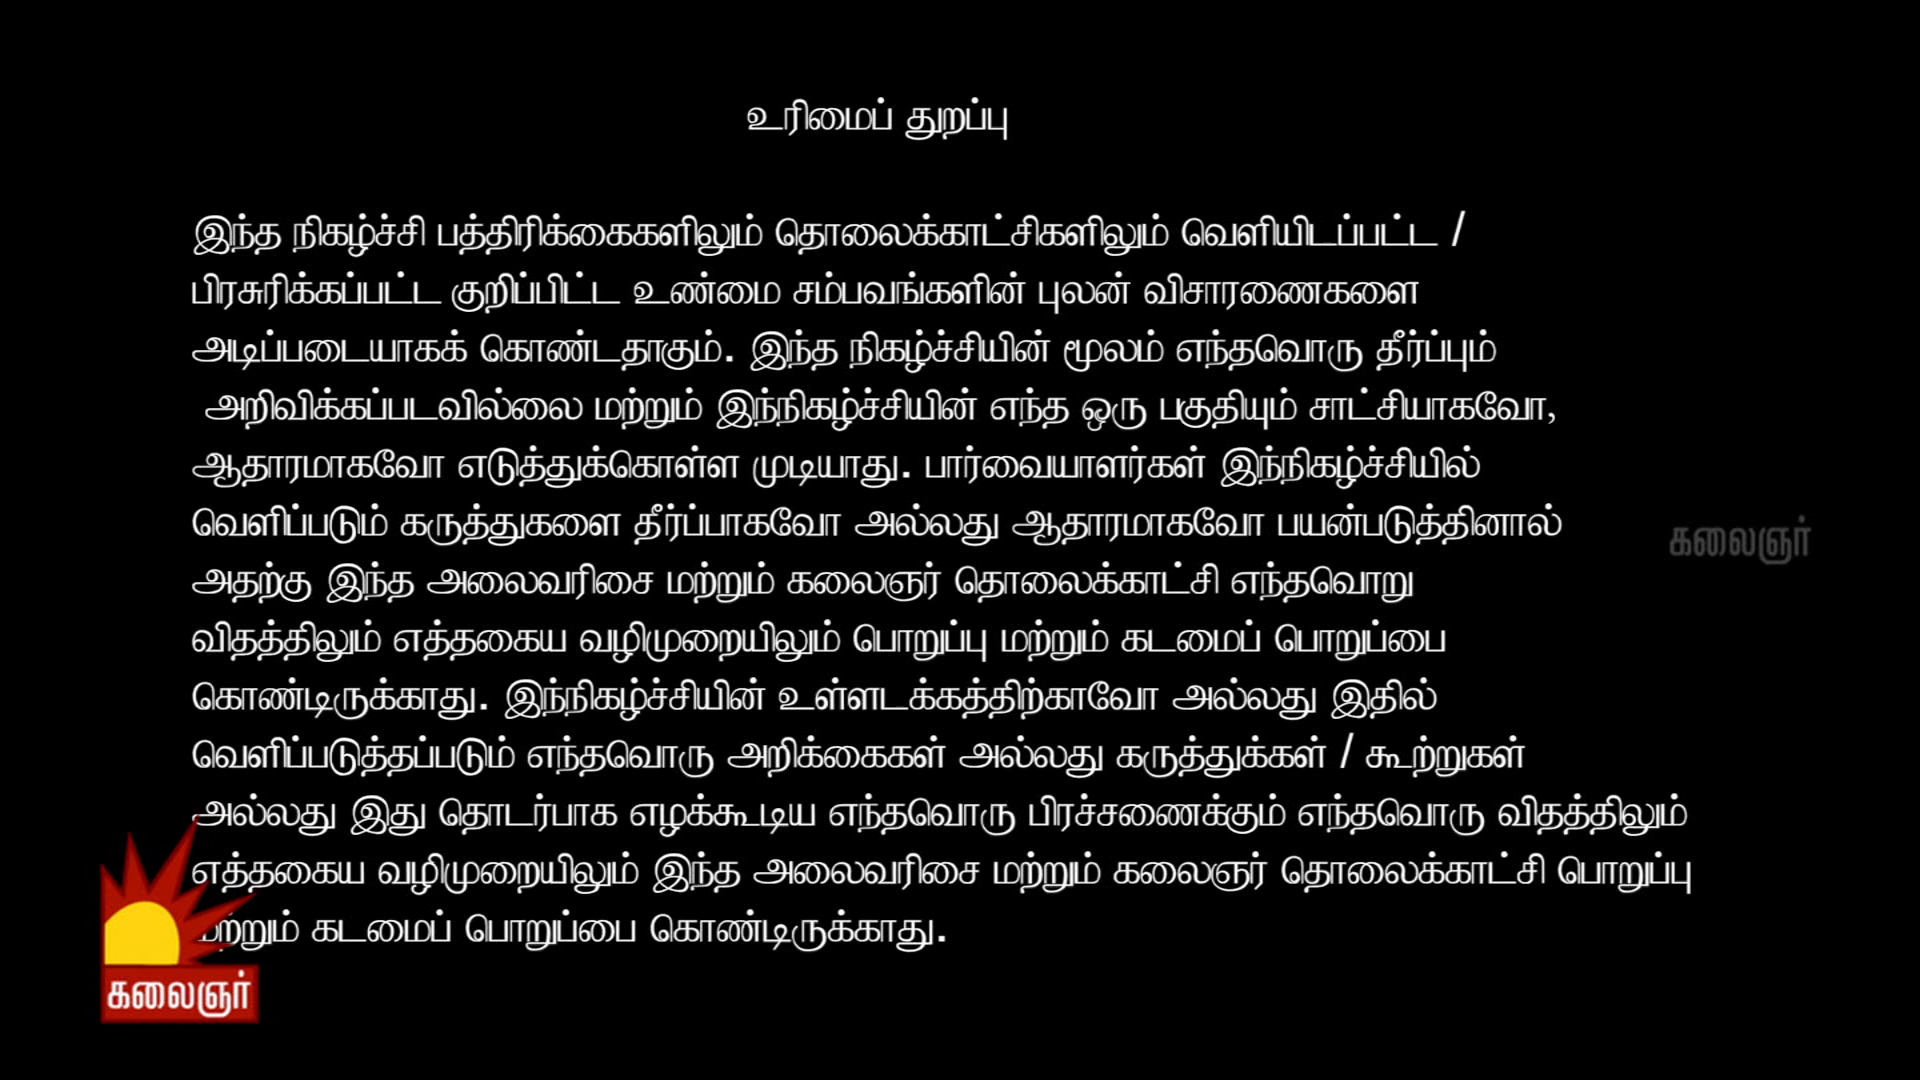 உரிமைப் துறப்பு
இந்த நிகழ்ச்சி பத்திரிக்கைகளிலும் தொலைக்காட்சிகளிலும் வெளியிடப்பட்ட /
பிரசுரிக்கப்பட்ட குறிப்பிட்ட உண்மை சம்பவங்களின் புலன் விசாரணைகளை
அடிப்படையாகக் கொண்டதாகும். இந்த நிகழ்ச்சியின் மூலம் எந்தவொரு தீர்ப்பும்
அறிவிக்கப்படவில்லை மற்றும் இந்நிகழ்ச்சியின் எந்த ஒரு பகுதியும் சாட்சியாகவோ,
ஆதாரமாகவோ எடுத்துக்கொள்ள முடியாது. பார்வையாளர்கள் இந்நிகழ்ச்சியில்
வெளிப்படும் கருத்துகளை தீர்ப்பாகவோ அல்லது ஆதாரமாகவோ பயன்படுத்தினால்
அதற்கு இந்த அலைவரிசை மற்றும் கலைஞர் தொலைக்காட்சி எந்தவொறு
விதத்திலும் எத்தகைய வழிமுறையிலும் பொறுப்பு மற்றும் கடமைப் பொறுப்பை
கொண்டிருக்காது. இந்நிகழ்ச்சியின் உள்ளடக்கத்திற்காவோ அல்லது இதில்
வெளிப்படுத்தப்படும் எந்தவொரு அறிக்கைகள் அல்லது கருத்துக்கள் / கூற்றுகள்
அல்லது இது தொடர்பாக எழக்கூடிய எந்தவொரு பிரச்சணைக்கும் எந்தவொரு விதத்திலும்
எத்தகைய வழிமுறையிலும் இந்த அலைவரிசை மற்றும் கலைஞர் தொலைக்காட்சி பொறுப்பு
மற்றும் கடமைப் பொறுப்பை கொண்டிருக்காது.
கலைஞர்
கலைஞர்